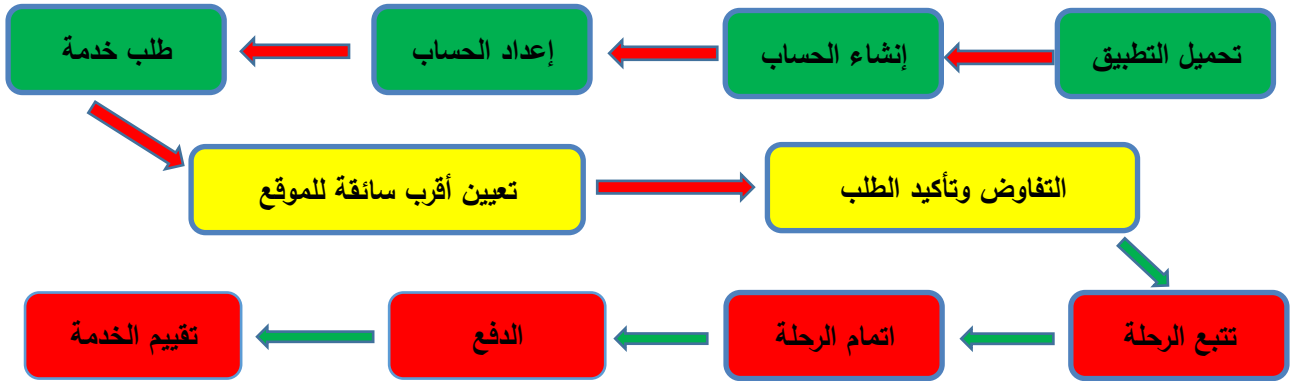 تحميل التطبيق
إنشاء الحساب
إعداد الحساب
طلب خدمة
تعيين أقرب سائقة للموقع
التفاوض وتأكيد الطلب
تتبع الرحلة
اتمام الرحلة
الدفع
تقييم الخدمة